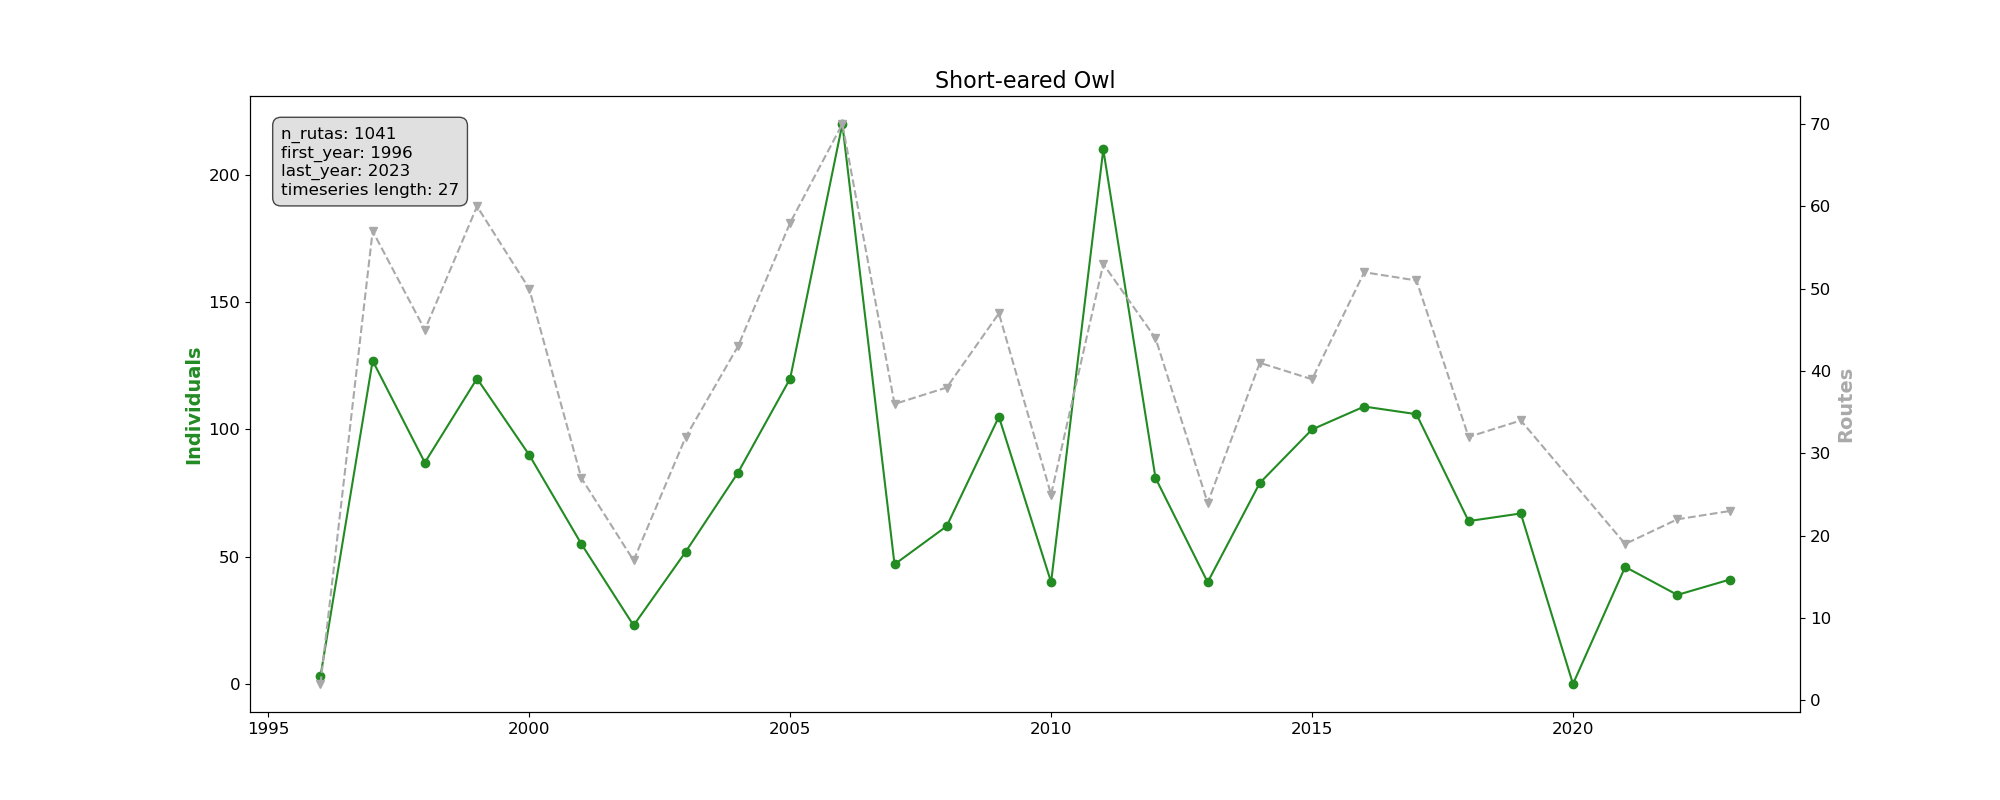 Short-eared Owl
n_rutas: 1041
first_year: 1996
last_year: 2023
timeseries length: 27
Individuals
200
150
100
50
0
70
60
50
40
30
20
10
0
Routes
1995
2000
2005
2010
2015
2020